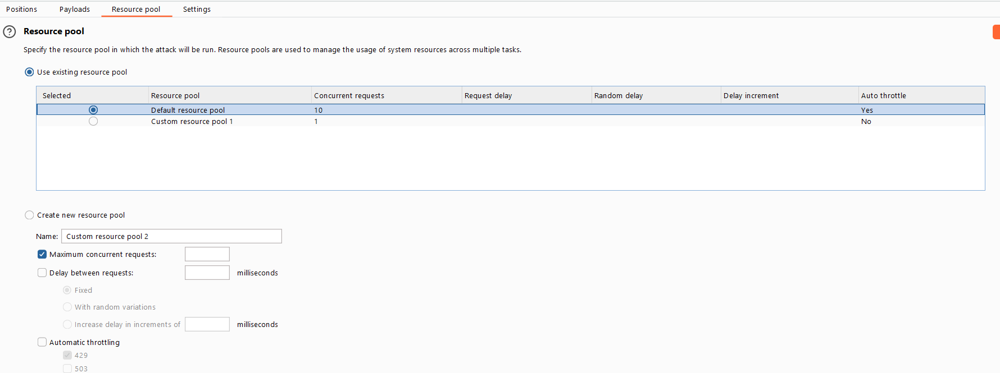 Positions Payloads Resource pool Settings
? Resource pool
Specify the resource pool in which the attack will be run. Resource pools are used to manage the usage of system resources across multiple tasks.
Use existing resource pool
Selected Resource pool Concurrent requests Request delay Random delay Delay increment Auto throttle
Default resource pool 10 Yes
Custom resource pool 1 1 No
Create new resource pool
Name: Custom resource pool 2
Maximum concurrent requests:
Delay between requests: milliseconds
Fixed
With random variations
Increase delay in increments of milliseconds
Automatic throttling
429
503